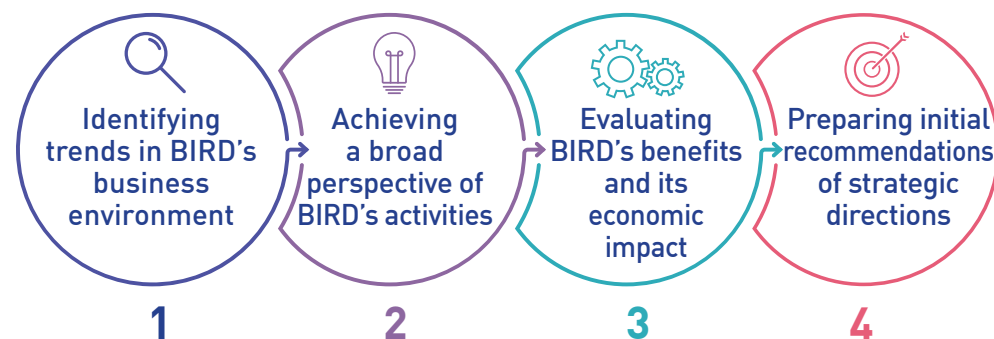 Identifying
trends in BIRD's
business
environment
Achieving
a broad
perspective of
BIRD's activities
Evaluating
BIRD's benefits
and its
economic
impact
Preparing initial
recommendations
of strategic
directions
1
2
3
4